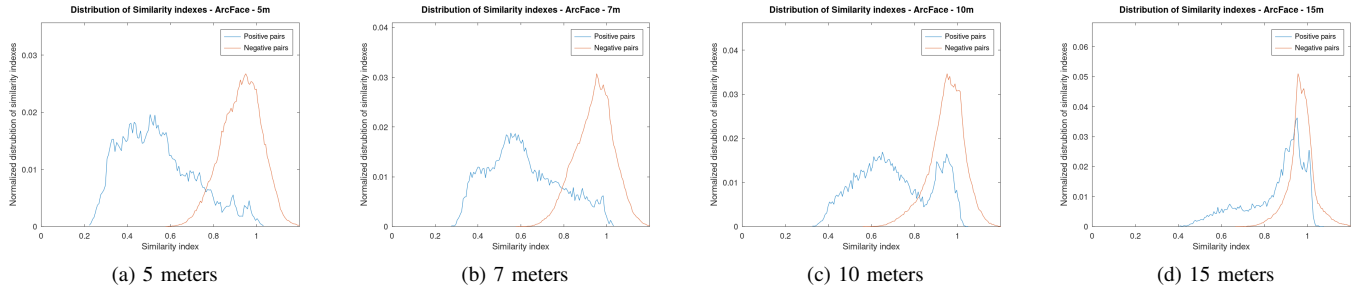 Distribution of Similarity indexes - ArcFace - 5m
Normalized distrubition of similarity indexes
0.03
0.02
0.01
0
Positive pairs
Negative pairs
0 0.2 0.4 0.6 0.8 1
Similarity index
(a) 5 meters
Distribution of Similarity indexes - ArcFace - 7m
Normalized distrubition of similarity indexes
0.04
0.03
0.02
0.01
0
Positive pairs
Negative pairs
0 0.2 0.4 0.6 0.8 1
Similarity index
(b) 7 meters
Distribution of Similarity indexes - ArcFace - 10m
Normalized distrubition of similarity indexes
0.04
0.03
0.02
0.01
0
Positive pairs
Negative pairs
0 0.2 0.4 0.6 0.8 1
Similarity index
(c) 10 meters
Distribution of Similarity indexes - ArcFace - 15m
Normalized distrubition of similarity indexes
0.06
0.05
0.04
0.03
0.02
0.01
0
Positive pairs
Negative pairs
0 0.2 0.4 0.6 0.8 1
Similarity index
(d) 15 meters